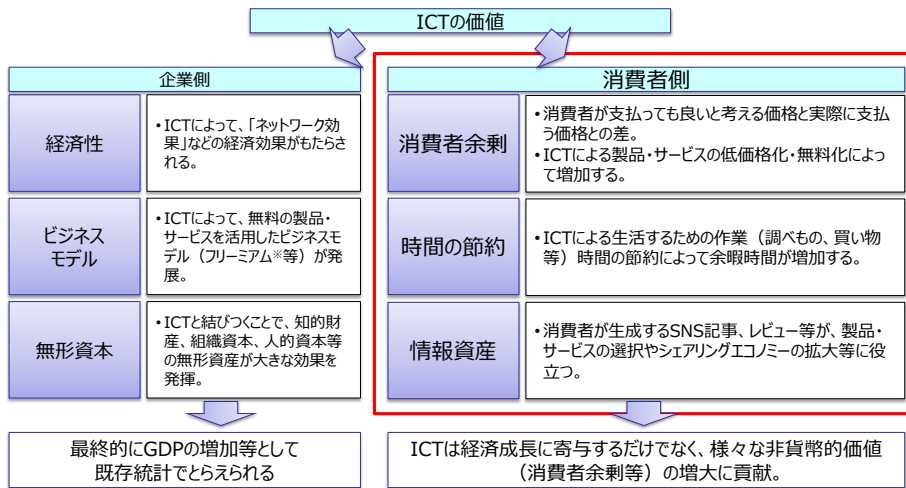 ICTの価値
企業側
経済性
•ICTによって、「ネットワーク効
果」などの経済効果がもたらさ
れる。
ビジネス
モデル
•ICTによって、無料の製品・
サービスを活用したビジネスモ
デル（フリーミアム※等）が発
展。
無形資本
•ICTと結びつくことで、知的財
産、組織資本、人的資本等
の無形資産が大きな効果を
発揮。
最終的にGDPの増加等として
既存統計でとらえられる
消費者側
消費者余剰
•消費者が支払っても良いと考える価格と実際に支払
う価格との差。
•ICTによる製品・サービスの低価格化・無料化によっ
て増加する。
時間の節約
•ICTによる生活するための作業（調べもの、買い物
等）時間の節約によって余暇時間が増加する。
情報資産
•消費者が生成するSNS記事、レビュー等が、製品・
サービスの選択やシェアリングエコノミーの拡大等に役
立つ。
ICTは経済成長に寄与するだけでなく、様々な非貨幣的価値
（消費者余剰等）の増大に貢献。